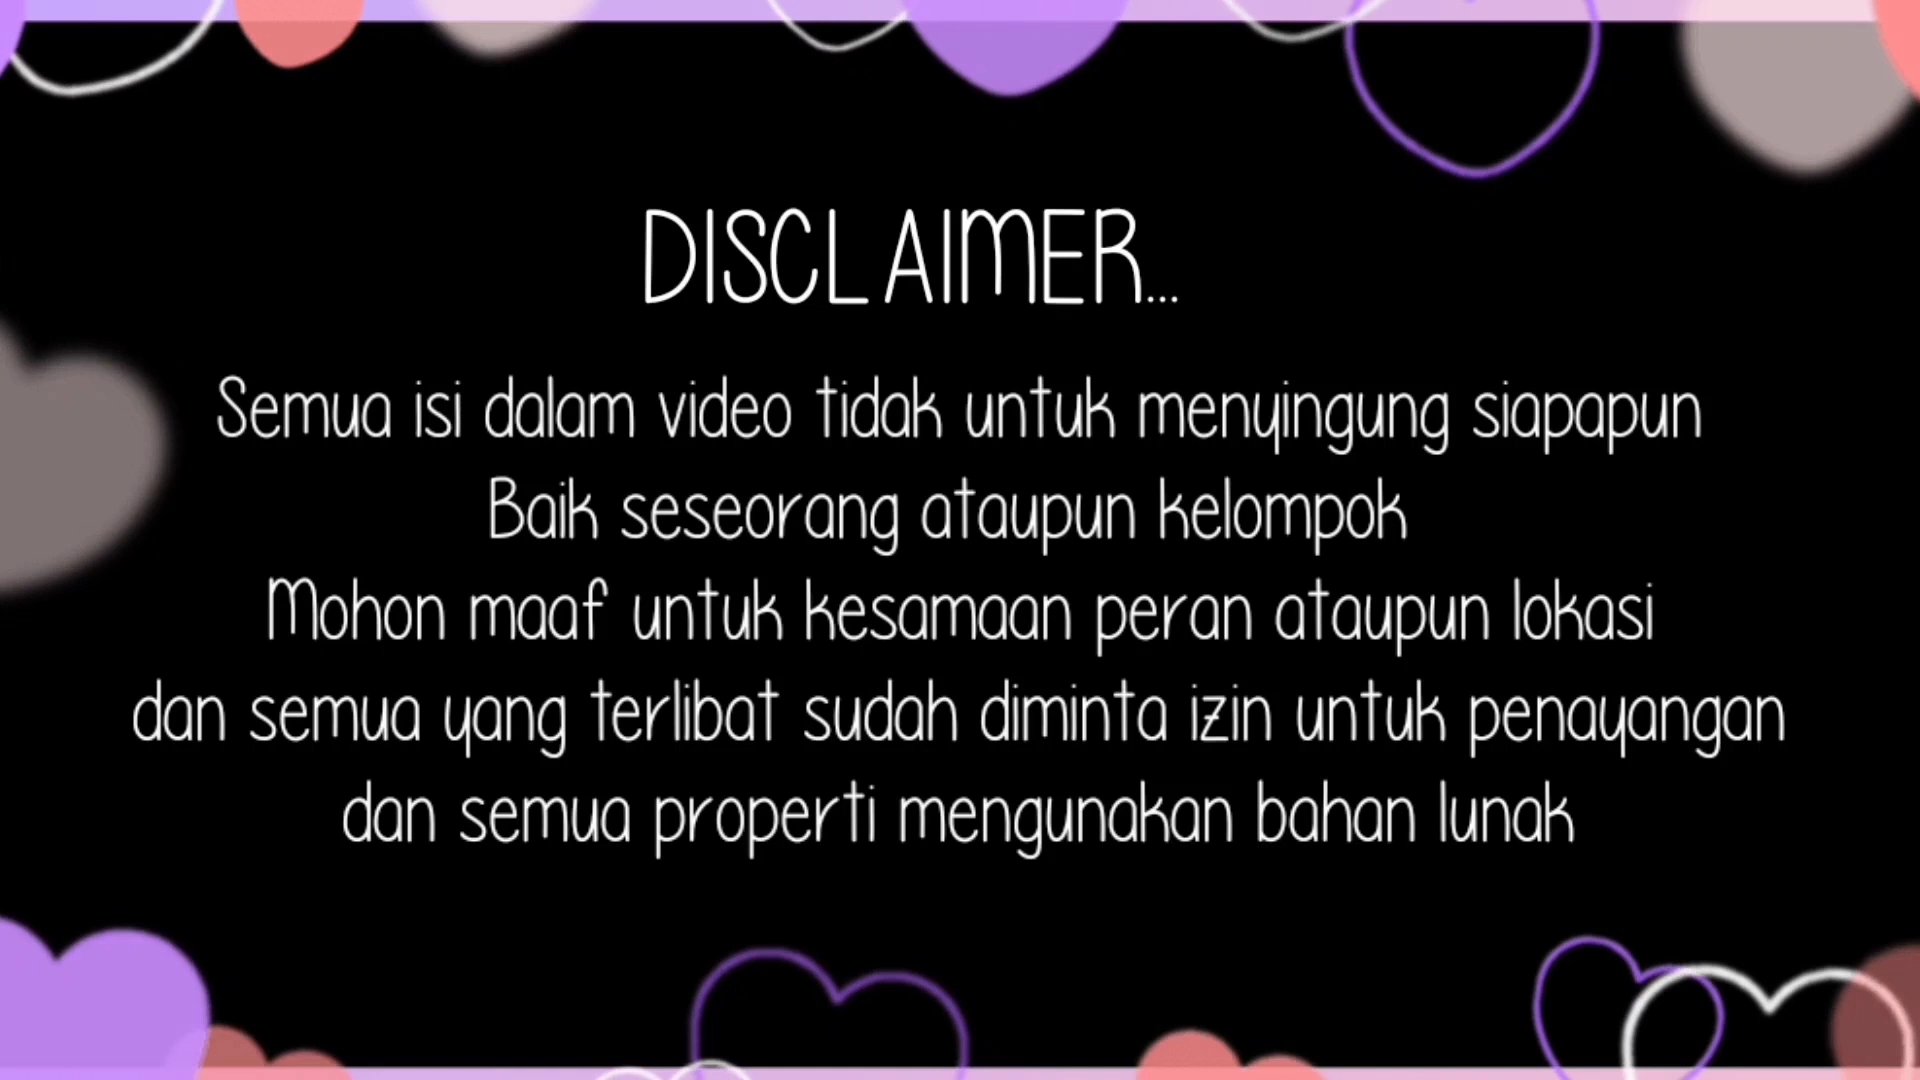 DISCLAIMER...
Semua isi dalam video tidak untuk menyingung siapapun
Baik seseorang ataupun kelompok
Mohon maaf untuk kesamaan peran ataupun lokasi
dan semua yang terlibat sudah diminta izin untuk penayangan
dan semua properti mengunakan bahan lunak